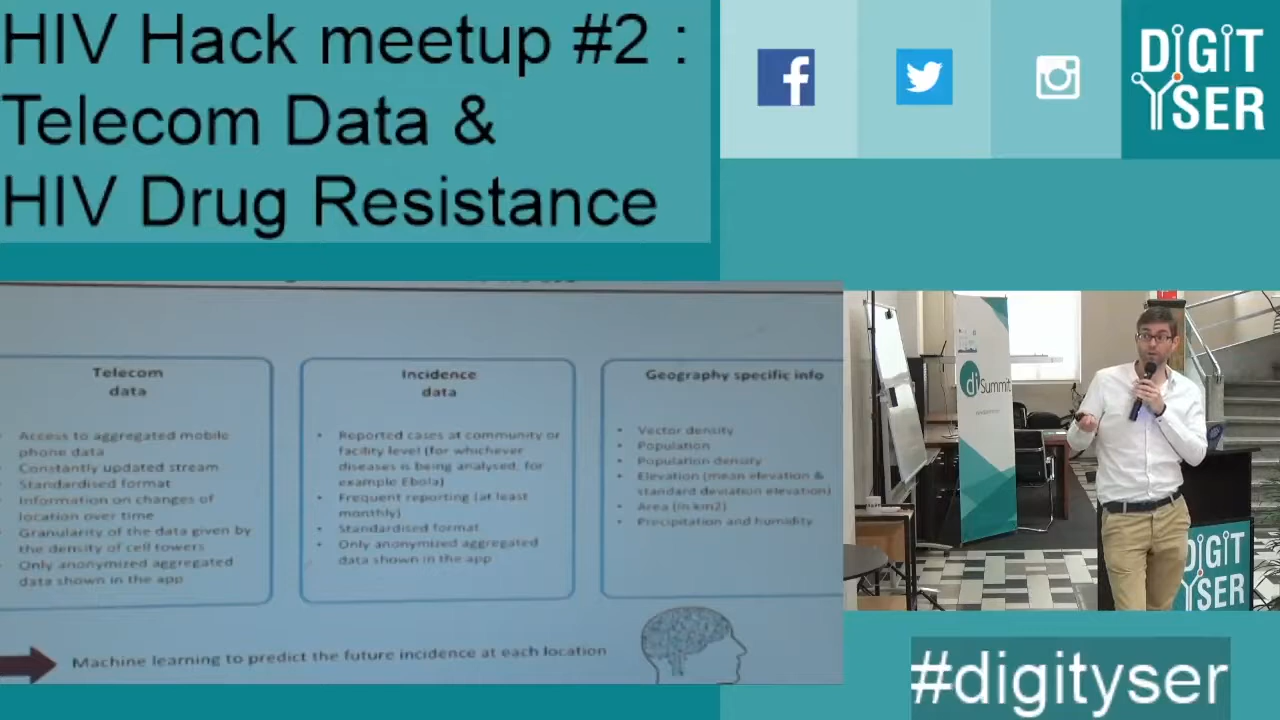 HIV Hack meetup #2 :
Telecom Data &
HIV Drug Resistance
DIGIT
YSER
Telecom
data
Access to aggregated mobile
phone data
Constantly updated stream
Standardised format
Information on changes of
location over time
Granularity of the data given by
the density of cell towers
Only anonymized aggregated
data shown in the app
Incidence
data
• Reported cases at community or
facility level (for whichever
diseases is being analysed, for
example Ebola)
• Frequent reporting (at least
monthly)
• Standardised format
• Only anonymized aggregated
data shown in the app
Geography specific info
• Vector density
• Population
• Population density
• Elevation (mean elevation &
standard deviation elevation)
• Area (in km2)
• Precipitation and humidity
Machine learning to predict the future incidence at each location
di Summit
DIGIT
YSER
#digityser